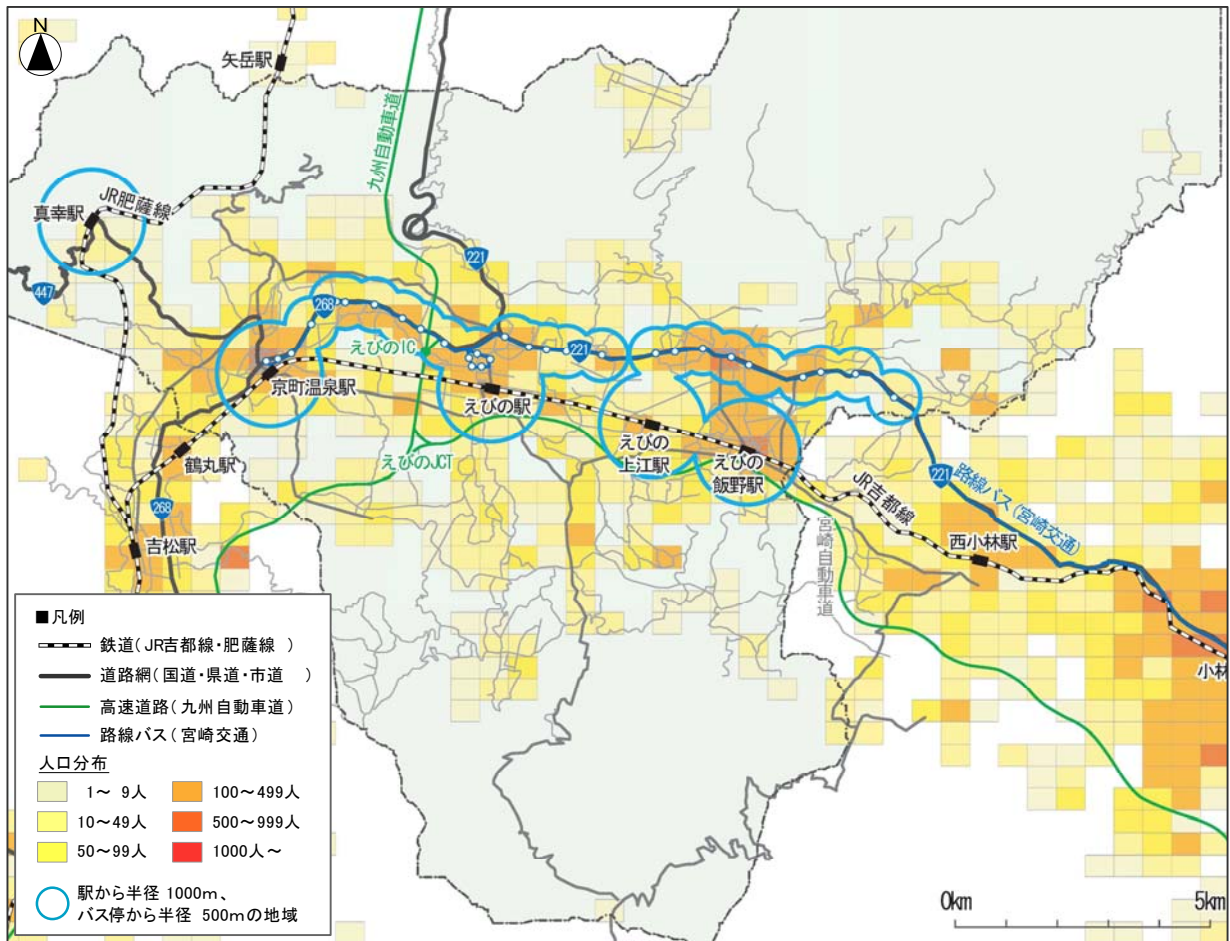 N
矢岳駅
九州自動車道
真幸駅
JR肥薩線
447
221
268
えびのIC
221
京町温泉駅
えびの駅
えびの
上江駅
えびの
飯野駅
えびのJCT
鶴丸駅
268
吉松駅
221
路線バス(宮崎交通)
JR吉都線
西小林駅
宮崎自動車道
小林
■凡例
鉄道(JR吉都線・肥薩線 )
道路網(国道・県道・市道 )
高速道路(九州自動車道)
路線バス(宮崎交通)
人口分布
1~ 9人
100~499人
10~49人
500~999人
50~99人
1000人~
駅から半径 1000m、
バス停から半径 500mの地域
0km
5km